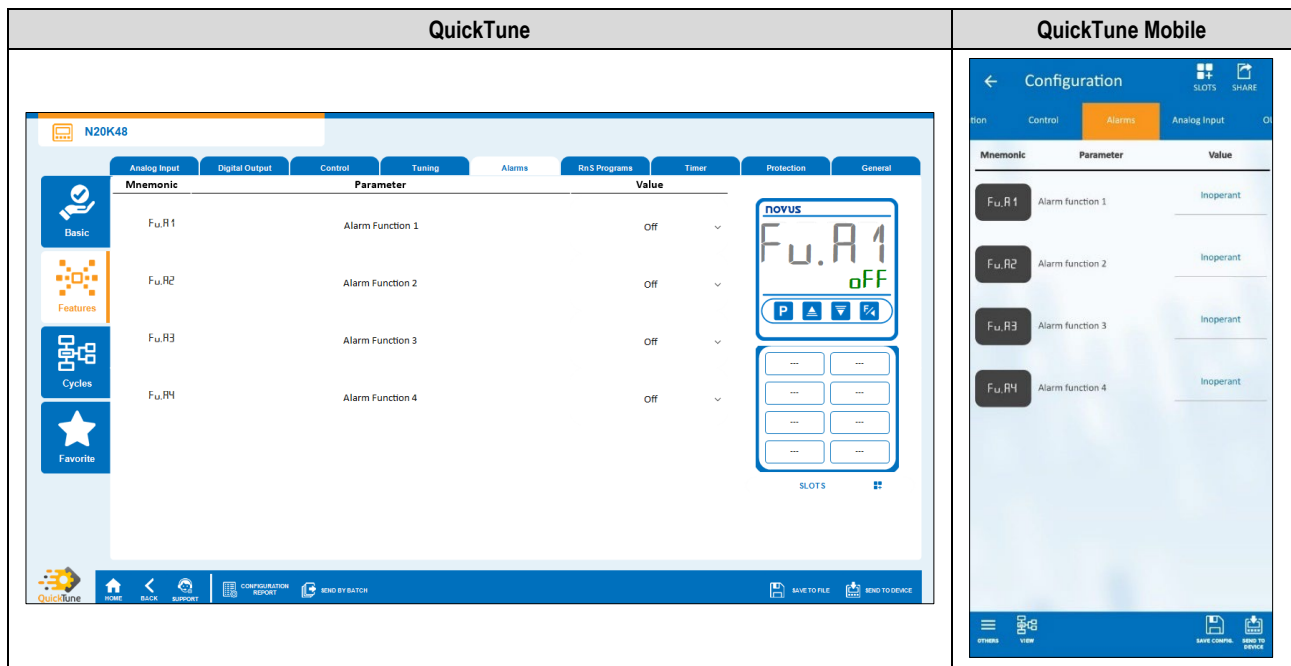 QuickTune
QuickTune Mobile
N20K48
Analog Input Digital Output Control Tuning Alarms RnS Programs Timer Protection General
Mnemonic Parameter Value
Basic
Features
Cycles
Favorite
Fu.A1 Alarm Function 1 Off
Fu.A2 Alarm Function 2 Off
Fu.A3 Alarm Function 3 Off
Fu.A4 Alarm Function 4 Off
novus
Fu.A1
oFF
P F/
--- ---
--- ---
--- ---
--- ---
SLOTS
QuickTune
HOME BACK SUPPORT
CONFIGURATION
REPORT
SEND BY BATCH
SAVE TO FILE SEND TO DEVICE
Configuration
SLOTS SHARE
tion Control Alarms Analog Input Ou
Mnemonic Parameter Value
Fu.A1 Alarm function 1 Inoperant
Fu.A2 Alarm function 2 Inoperant
Fu.A3 Alarm function 3 Inoperant
Fu.A4 Alarm function 4 Inoperant
OTHERS VIEW
SAVE CONFIG. SEND TO
DEVICE